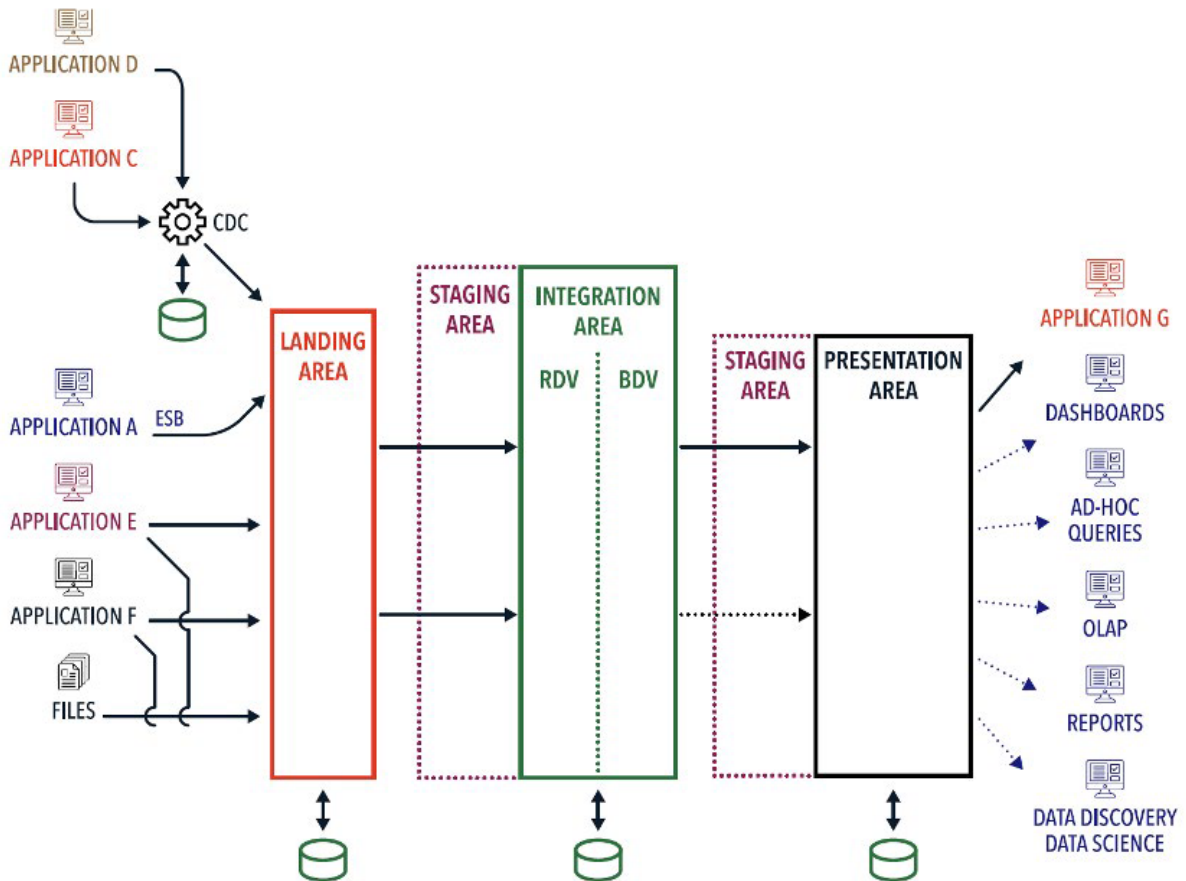 APPLICATION D
APPLICATION C
CDC
LANDING
AREA
APPLICATION A
ESB
APPLICATION E
APPLICATION F
FILES
STAGING
AREA
INTEGRATION
AREA
RDV
BDV
STAGING
AREA
PRESENTATION
AREA
APPLICATION G
DASHBOARDS
AD-HOC
QUERIES
OLAP
REPORTS
DATA DISCOVERY
DATA SCIENCE